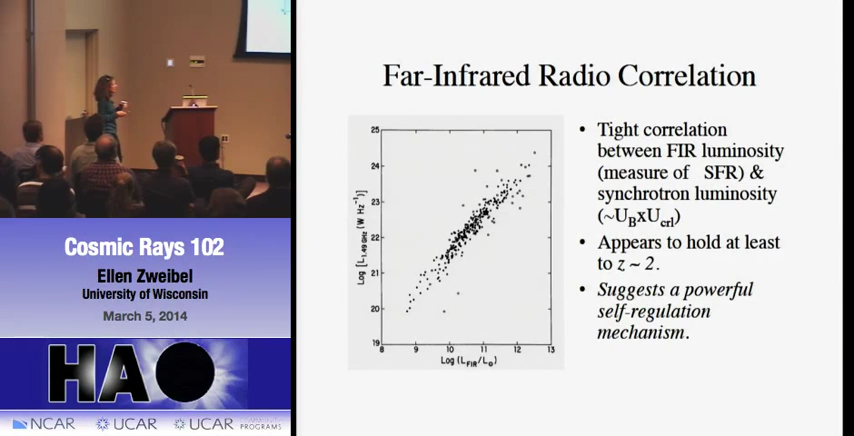 Cosmic Rays 102
Ellen Zweibel
University of Wisconsin
March 5, 2014
HAO
NCAR
UCAR
UCAR COMMUNITY
PROGRAMS
Far-Infrared Radio Correlation
25
24
23
22
21
20
19
8
9
10
11
12
13
Log [L1.49 GHz (W Hz⁻¹)]
Log (LFIR/L⊙)
• Tight correlation
between FIR luminosity
(measure of SFR) &
synchrotron luminosity
(~UBxUcrl)
• Appears to hold at least
to z ~ 2.
• Suggests a powerful
self-regulation
mechanism.